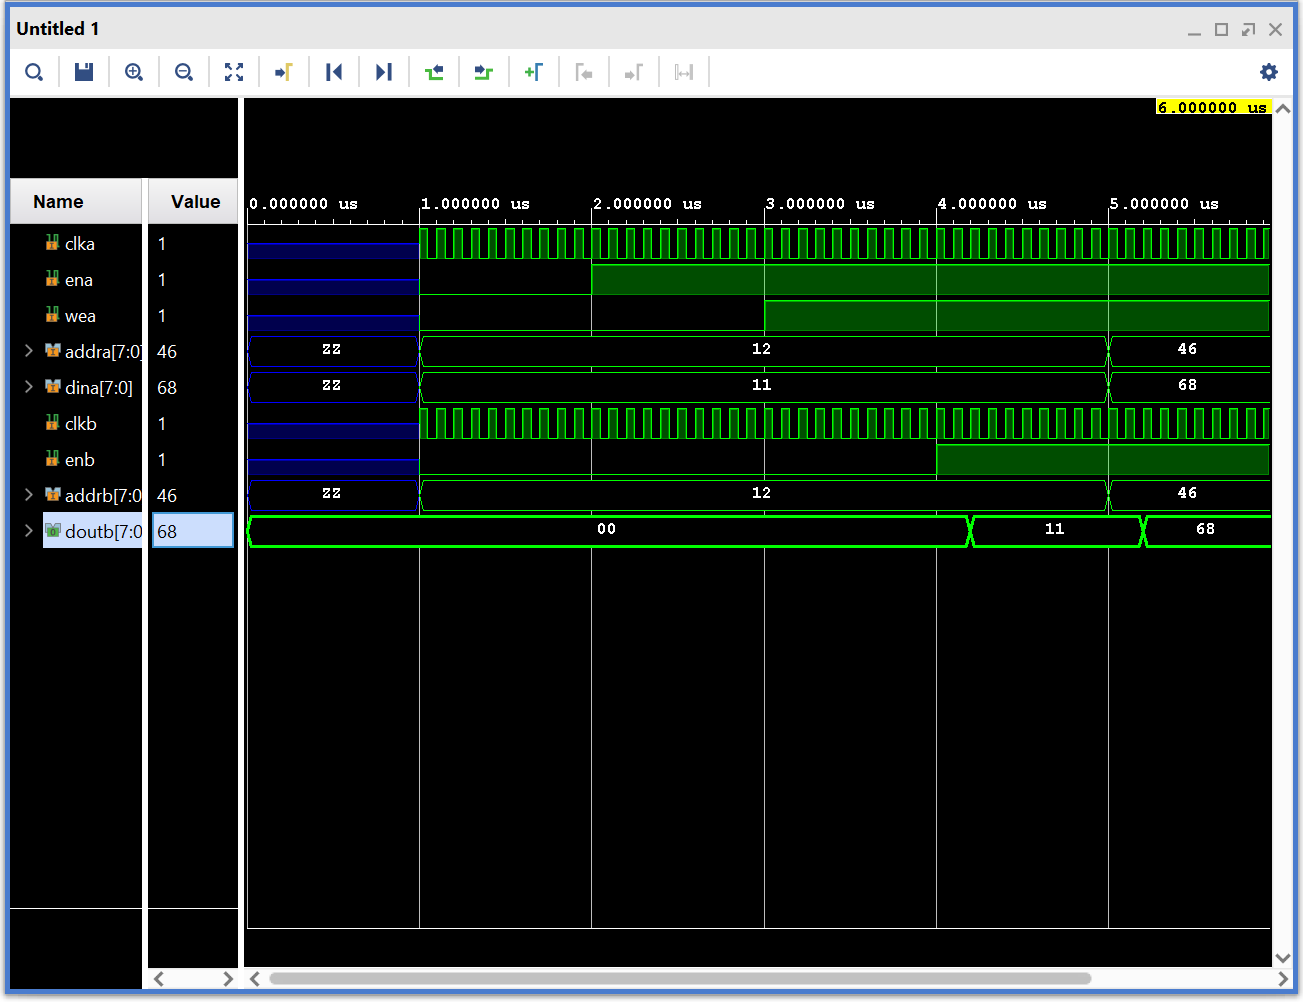 Untitled 1
6.000000 us
Name Value
0.000000 us 1.000000 us 2.000000 us 3.000000 us 4.000000 us 5.000000 us
clka 1
ena 1
wea 1
addra[7:0] 46 ZZ 12 46
dina[7:0] 68 ZZ 11 68
clkb 1
enb 1
addrb[7:0 46 ZZ 12 46
doutb[7:0 68 00 11 68